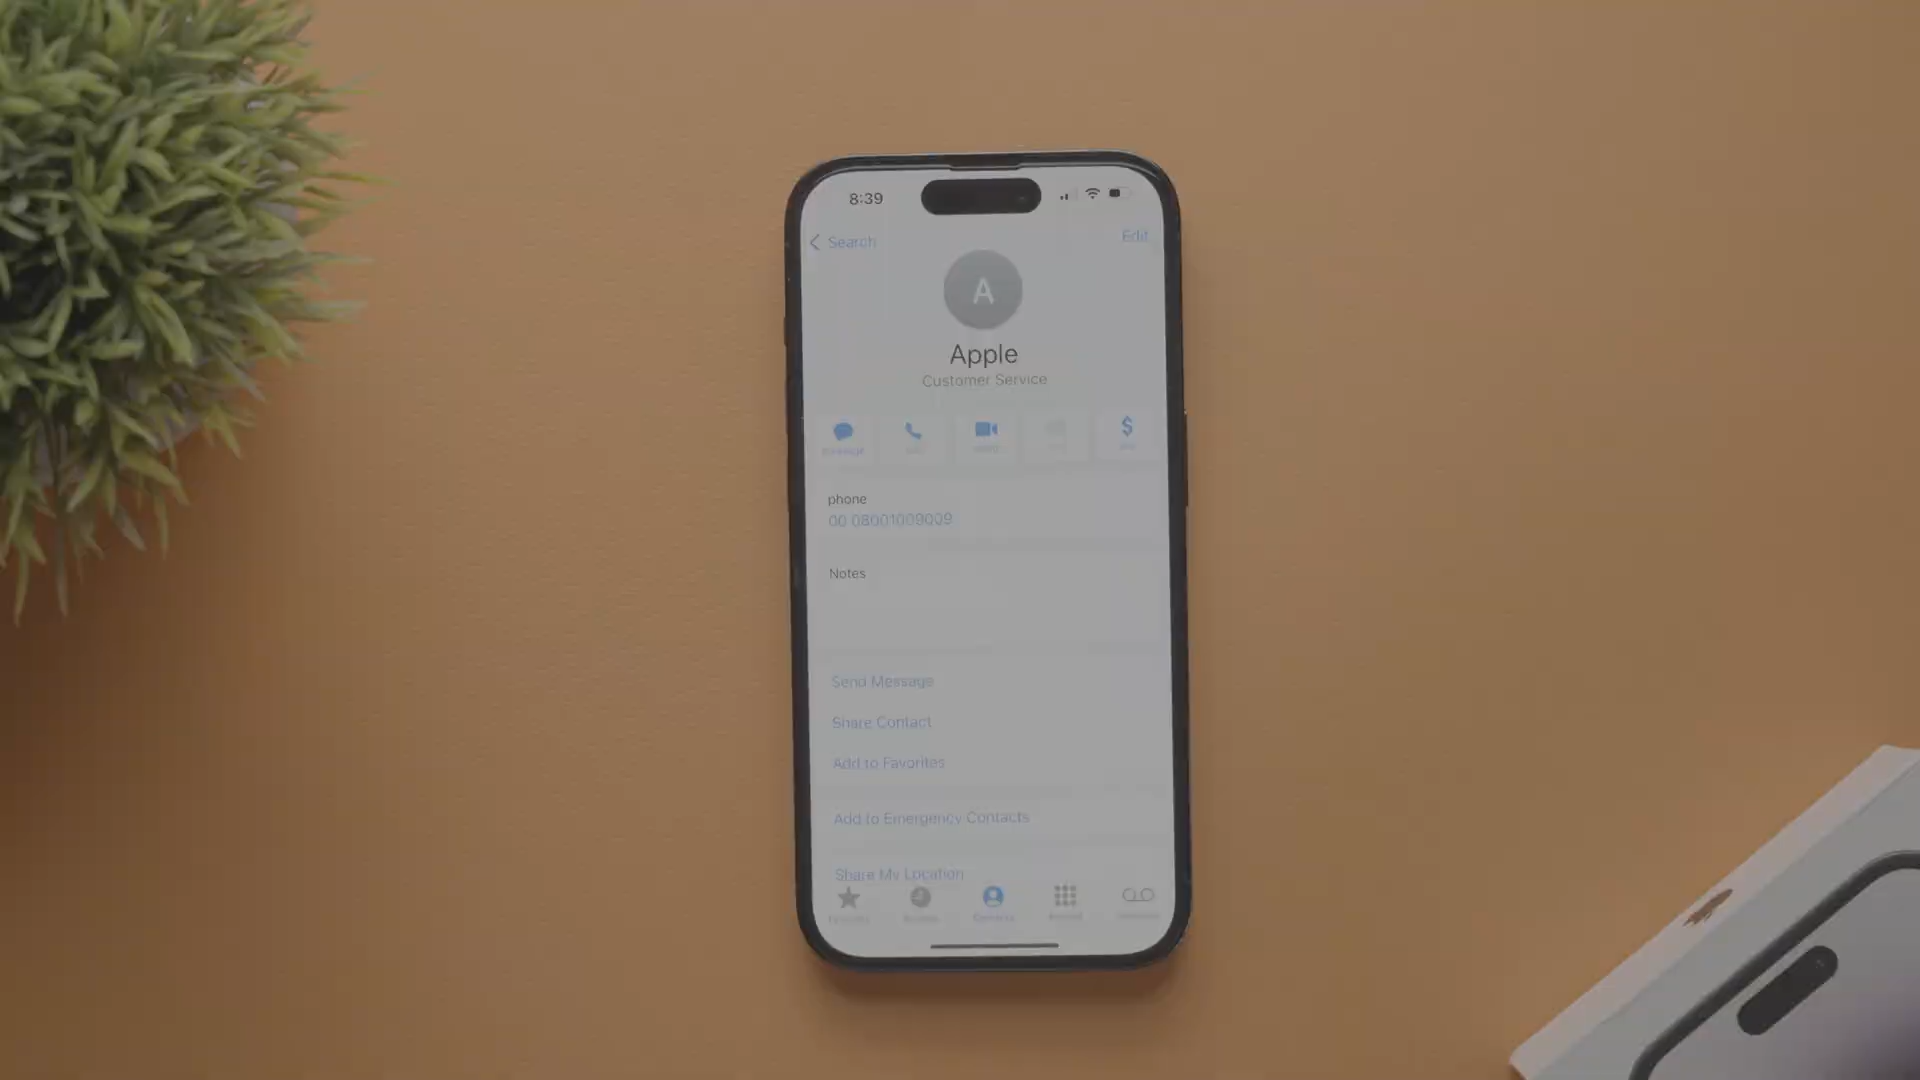 8:39
Search
Edit
A
Apple
Customer Service
message
$
phone
00 08001009009
Notes
Send Message
Share Contact
Add to Favorites
Add to Emergency Contacts
Share My Location